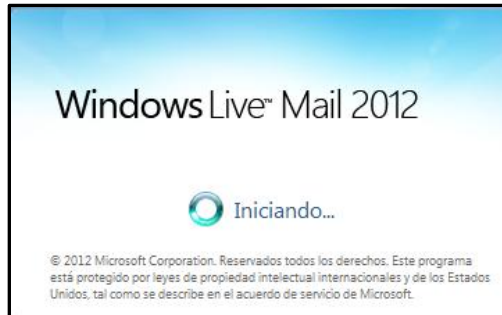 Windows Live™ Mail 2012
Iniciando...
© 2012 Microsoft Corporation. Reservados todos los derechos. Este programa
está protegido por leyes de propiedad intelectual internacionales y de los Estados
Unidos, tal como se describe en el acuerdo de servicio de Microsoft.